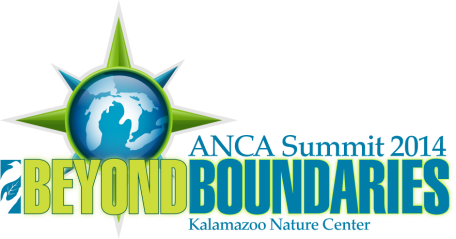 ANCA Summit 2014
BEYOND BOUNDARIES
Kalamazoo Nature Center